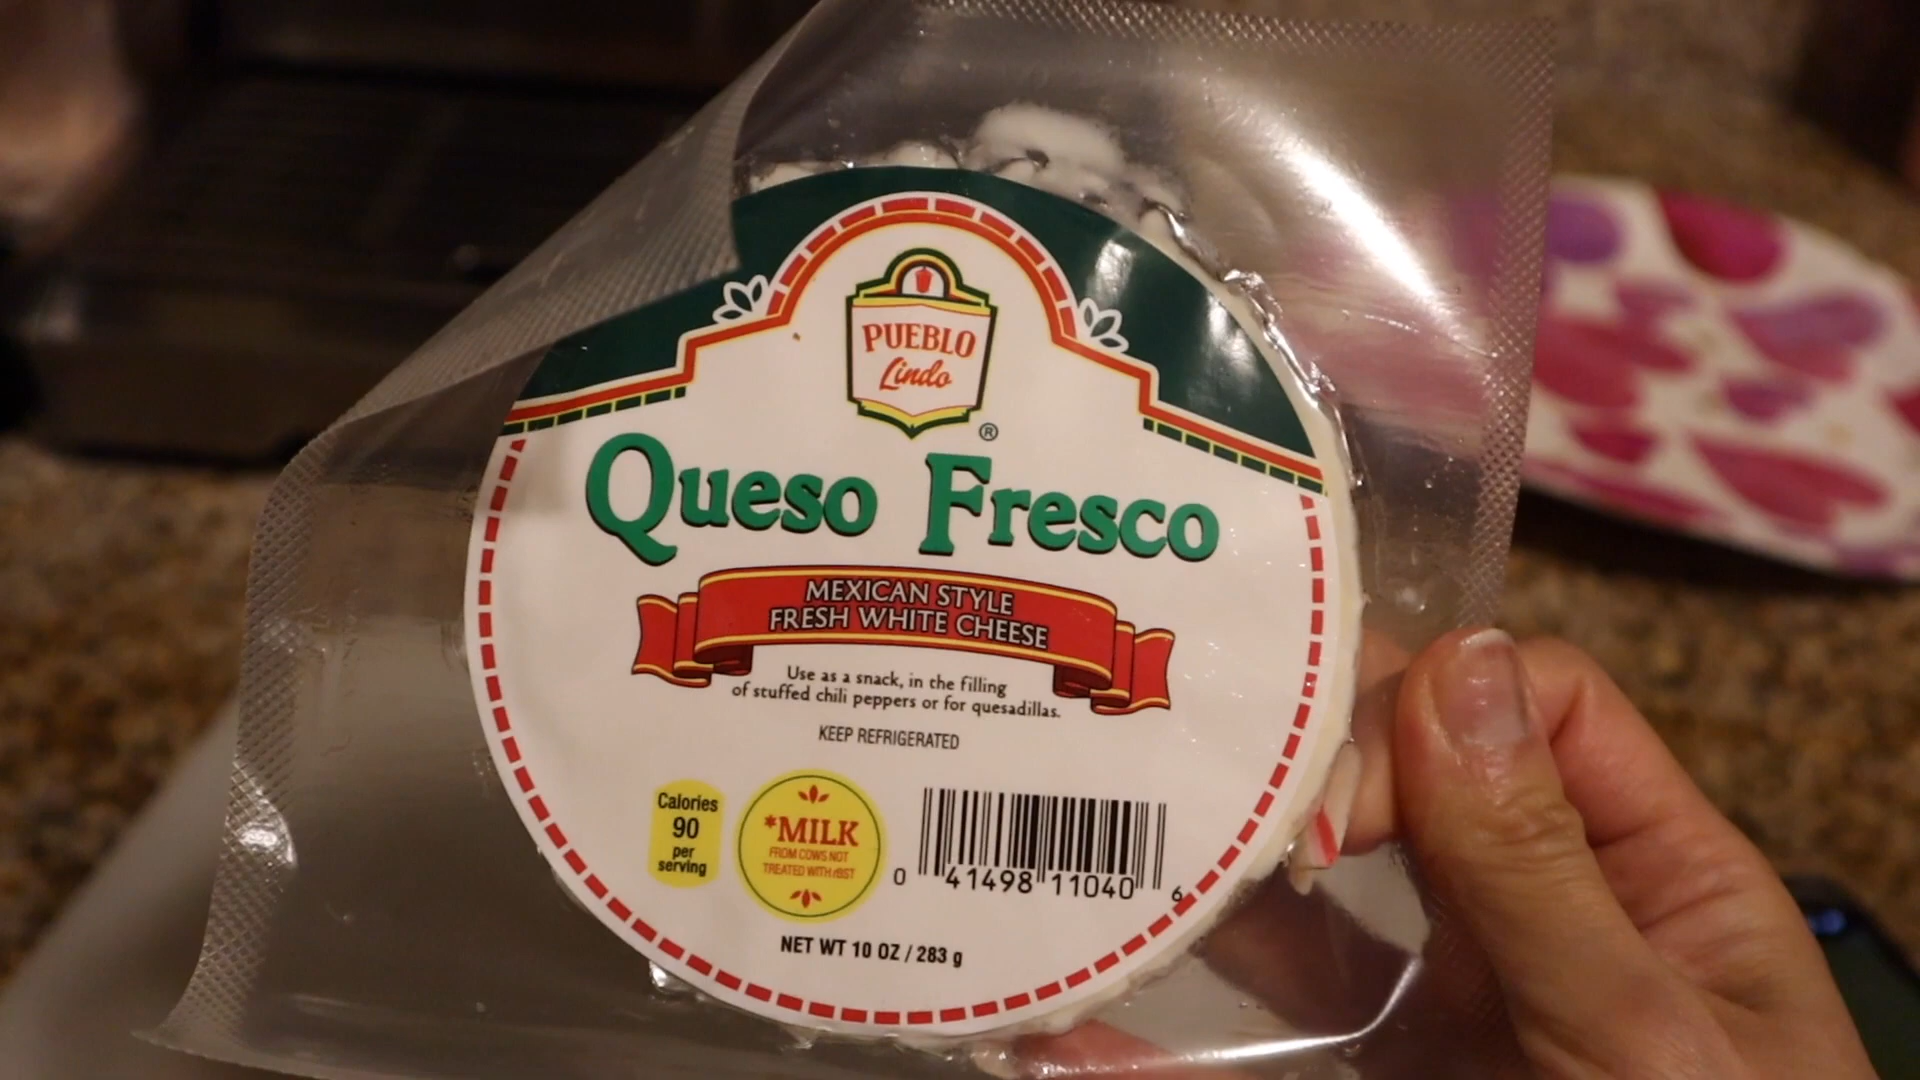 PUEBLO
Lindo
®
Queso Fresco
MEXICAN STYLE
FRESH WHITE CHEESE
Use as a snack, in the filling
of stuffed chili peppers or for quesadillas.
KEEP REFRIGERATED
Calories
90
per
serving
*MILK
FROM COWS NOT
TREATED WITH rBST
0 41498 11040 6
NET WT 10 OZ / 283 g